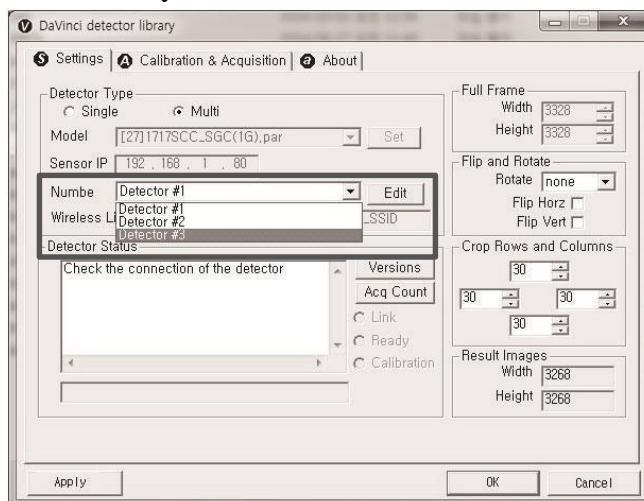 DaVinci detector library
Settings
Calibration & Acquisition
About
Detector Type
Single
Multi
Model
[27]1717SCC_SGC(1G),par
Set
Sensor IP
192 . 168 . 1 . 80
Numbe
Detector #1
Edit
Detector #1
Detector #2
Detector #3
Wireless L
_SSID
Detector Status
Check the connection of the detector
Versions
Acq Count
Link
Ready
Calibration
Full Frame
Width 3328
Height 3328
Flip and Rotate
Rotate none
Flip Horz
Flip Vert
Crop Rows and Columns
30
30
30
30
Result Images
Width 3268
Height 3268
Apply
OK
Cancel